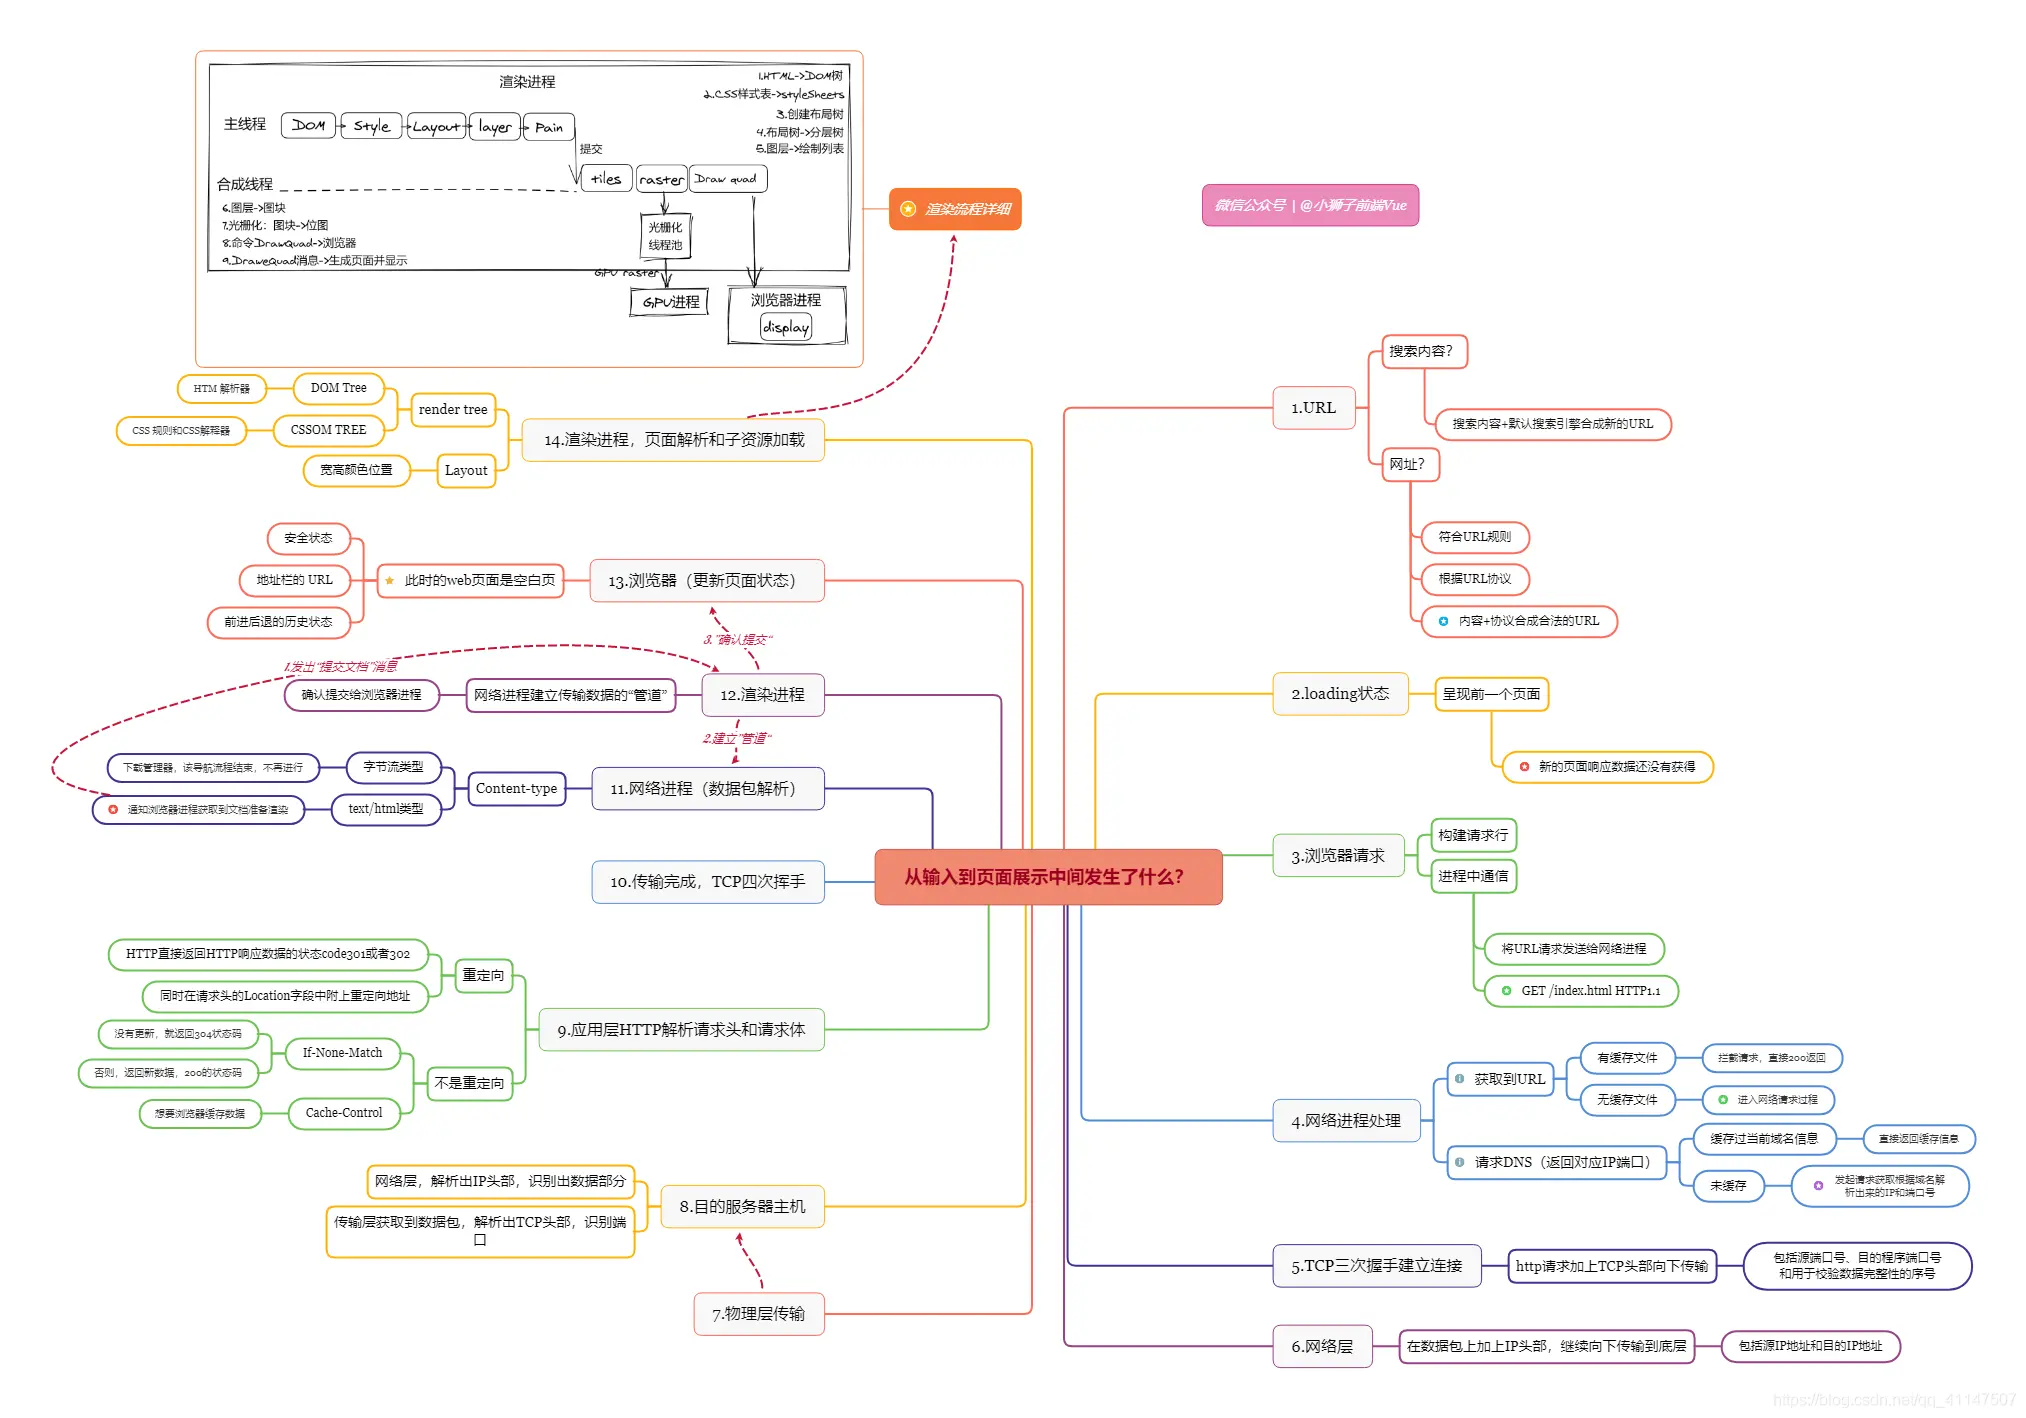 渲染进程
1.HTML->DOM树
2.CSS样式表->styleSheets
3.创建布局树
4.布局树->分层树
5.图层->绘制列表
主线程
DOM
Style
Layout
layer
Pain
提交
合成线程
tiles
raster
Draw quad
6.图层->图块
7.光栅化：图块->位图
8.命令DrawQuad->浏览器
9.DraweQuad消息->生成页面并显示
光栅化
线程池
GPU raster
GPU进程
浏览器进程
display
渲染流程详细
微信公众号 | @小狮子前端Vue
从输入到页面展示中间发生了什么？
1.URL
搜索内容？
搜索内容+默认搜索引擎合成新的URL
网址？
符合URL规则
根据URL协议
内容+协议合成合法的URL
2.loading状态
呈现前一个页面
新的页面响应数据还没有获得
3.浏览器请求
构建请求行
进程中通信
将URL请求发送给网络进程
GET /index.html HTTP1.1
4.网络进程处理
获取到URL
有缓存文件
拦截请求，直接200返回
无缓存文件
进入网络请求过程
请求DNS（返回对应IP端口）
缓存过当前域名信息
直接返回缓存信息
未缓存
发起请求获取根据域名解
析出来的IP和端口号
5.TCP三次握手建立连接
http请求加上TCP头部向下传输
包括源端口号、目的程序端口号
和用于校验数据完整性的序号
6.网络层
在数据包上加上IP头部，继续向下传输到底层
包括源IP地址和目的IP地址
7.物理层传输
8.目的服务器主机
网络层，解析出IP头部，识别出数据部分
传输层获取到数据包，解析出TCP头部，识别端
口
9.应用层HTTP解析请求头和请求体
重定向
HTTP直接返回HTTP响应数据的状态code301或者302
同时在请求头的Location字段中附上重定向地址
不是重定向
If-None-Match
没有更新，就返回304状态码
否则，返回新数据，200的状态码
Cache-Control
想要浏览器缓存数据
10.传输完成，TCP四次挥手
11.网络进程（数据包解析）
Content-type
字节流类型
下载管理器，该导航流程结束，不再进行
text/html类型
通知浏览器进程获取到文档准备渲染
1.发出“提交文档”消息
2.建立“管道“
3.”确认提交“
12.渲染进程
网络进程建立传输数据的“管道”
确认提交给浏览器进程
13.浏览器（更新页面状态）
此时的web页面是空白页
安全状态
地址栏的 URL
前进后退的历史状态
14.渲染进程，页面解析和子资源加载
render tree
DOM Tree
HTM 解析器
CSSOM TREE
CSS 规则和CSS解释器
Layout
宽高颜色位置
https://blog.csdn.net/qq_41147507